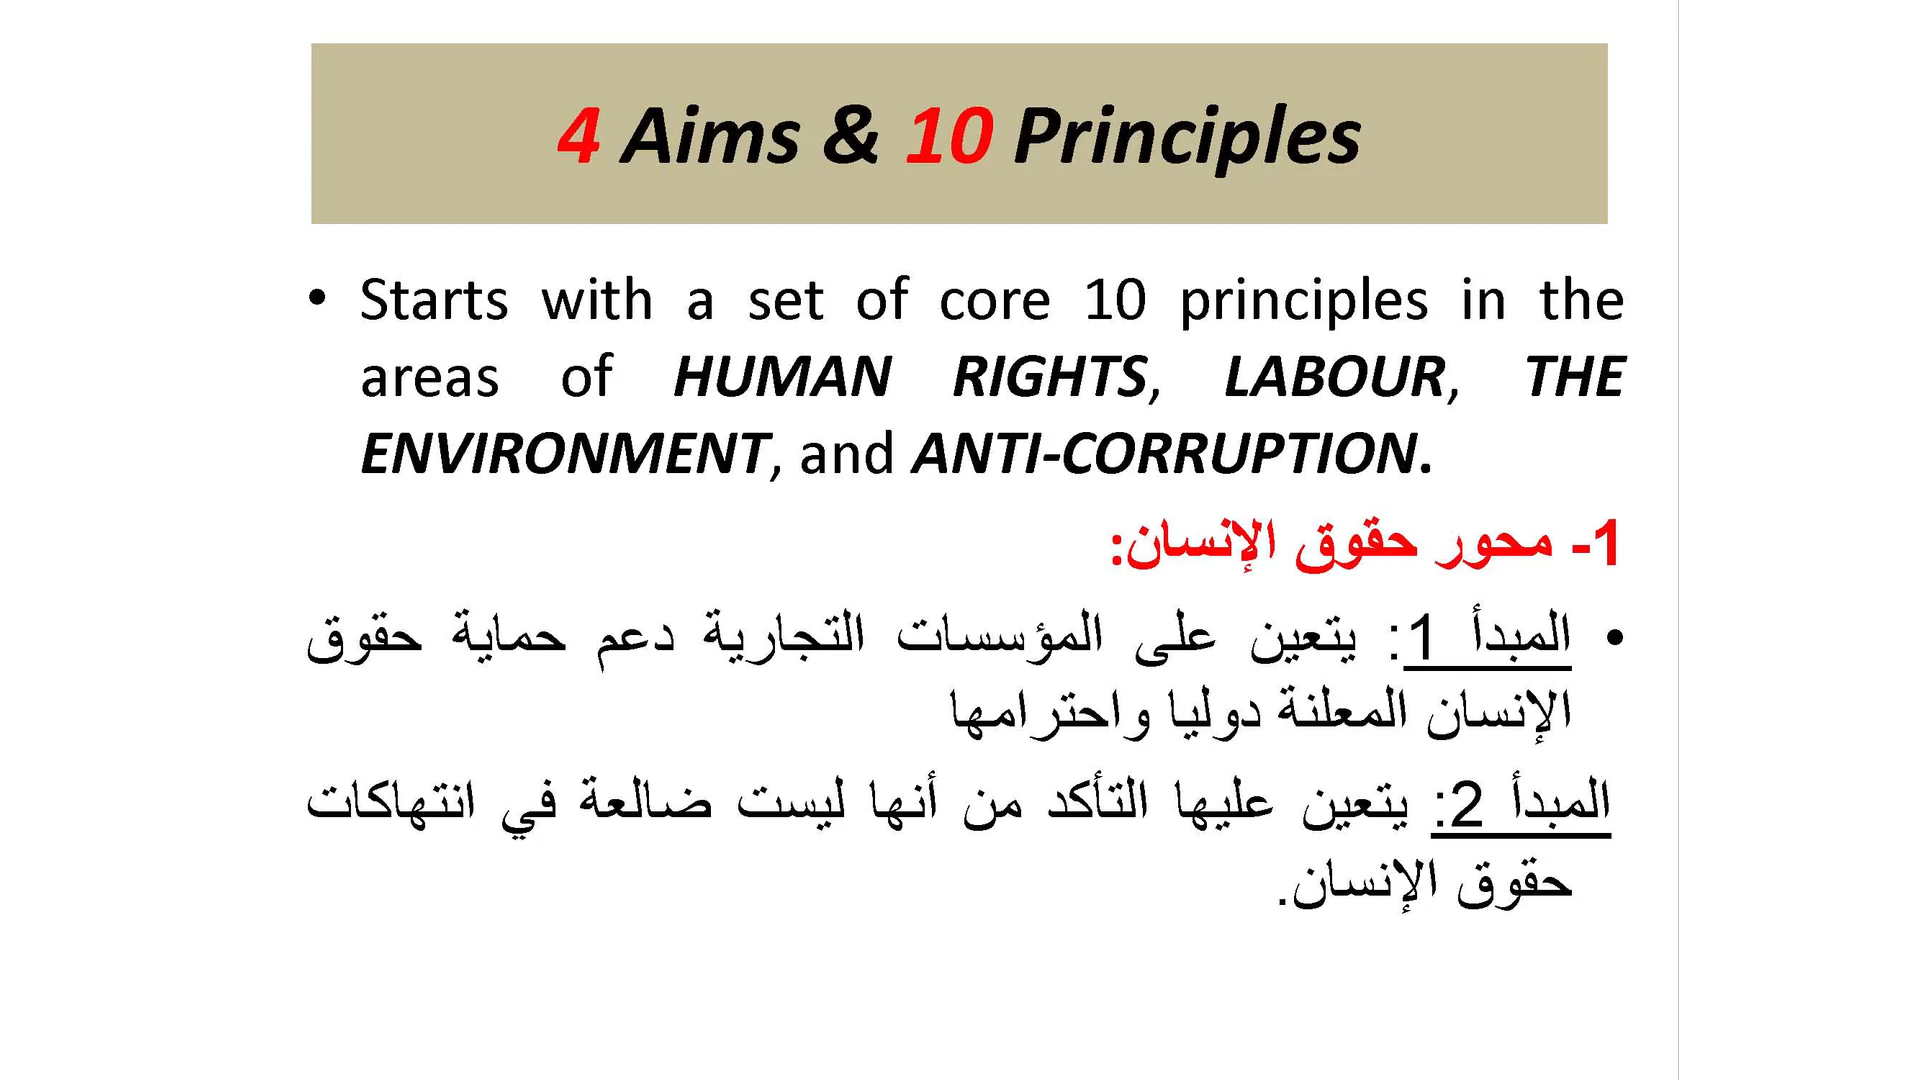 4 Aims & 10 Principles
• Starts with a set of core 10 principles in the
areas of HUMAN RIGHTS, LABOUR, THE
ENVIRONMENT, and ANTI-CORRUPTION.
1- محور حقوق الإنسان:
• المبدأ 1: يتعين على المؤسسات التجارية دعم حماية حقوق
الإنسان المعلنة دوليا واحترامها
المبدأ 2: يتعين عليها التأكد من أنها ليست ضالعة في انتهاكات
حقوق الإنسان.